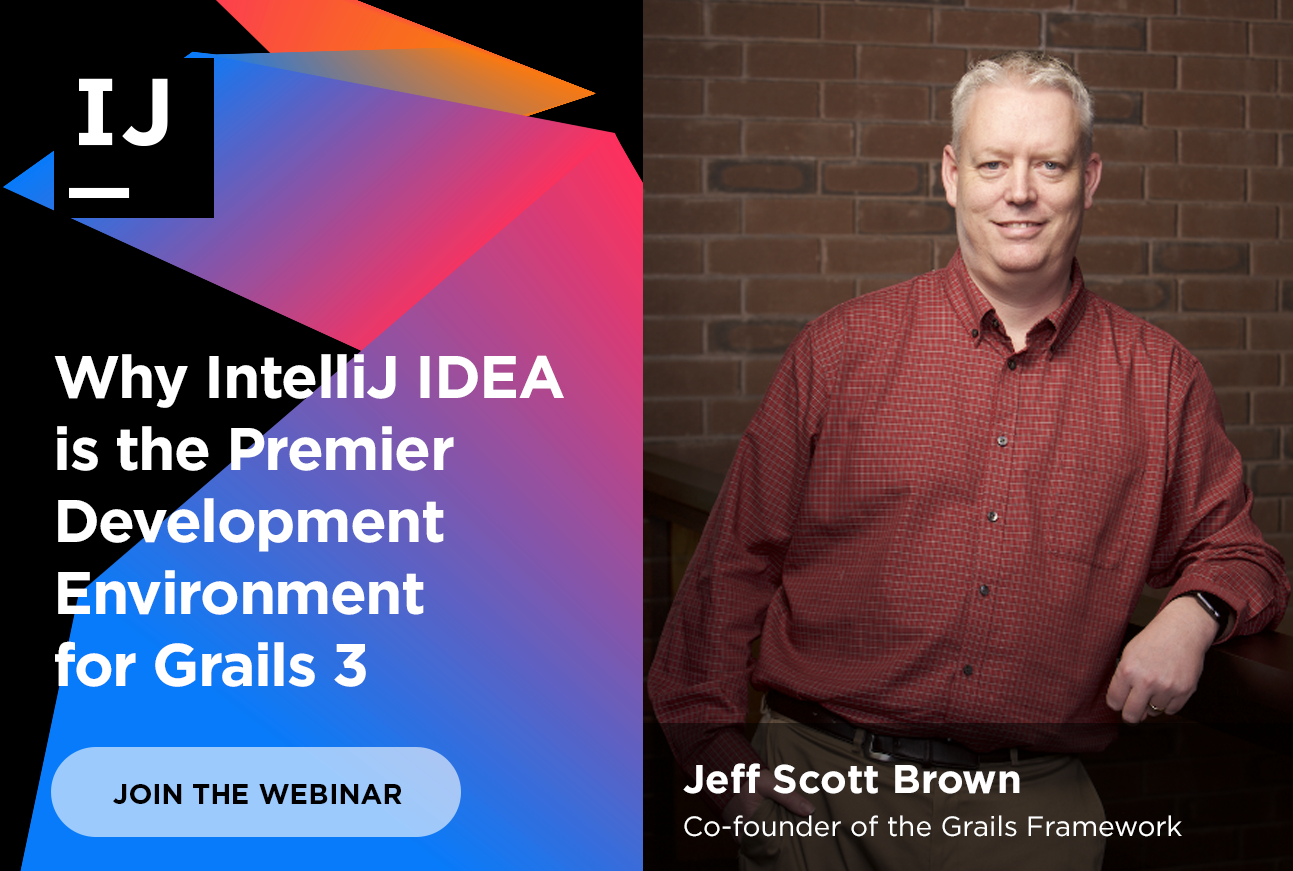 IJ
Why IntelliJ IDEA
is the Premier
Development
Environment
for Grails 3
JOIN THE WEBINAR
Jeff Scott Brown
Co-founder of the Grails Framework